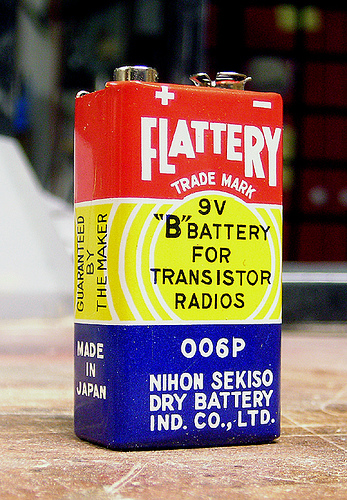 + -
FLATTERY
TRADE MARK
9V
"B" BATTERY
FOR
TRANSISTOR
RADIOS
006P
NIHON SEKISO
DRY BATTERY
IND. CO., LTD.
GUARANTEED
BY
THE MAKER
MADE
IN
JAPAN